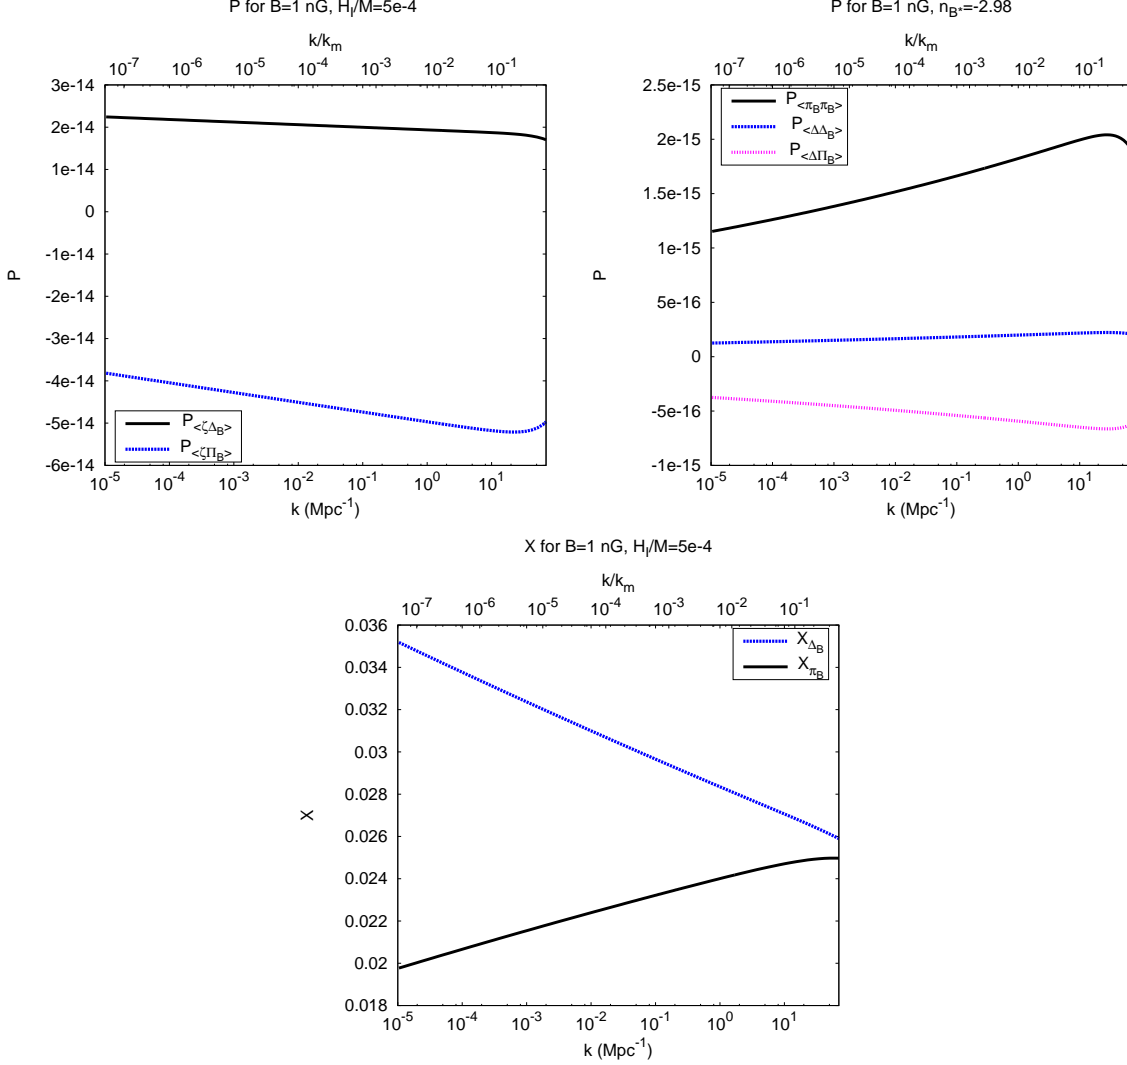 P for B=1 nG, H_I/M=5e-4
k/k_m
10^-7 10^-6 10^-5 10^-4 10^-3 10^-2 10^-1
3e-14
2e-14
1e-14
0
-1e-14
-2e-14
-3e-14
-4e-14
-5e-14
-6e-14
P
P_<ζΔ_B>
P_<ζΠ_B>
10^-5 10^-4 10^-3 10^-2 10^-1 10^0 10^1
k (Mpc^-1)
P for B=1 nG, n_B*=-2.98
k/k_m
10^-7 10^-6 10^-5 10^-4 10^-3 10^-2 10^-1
2.5e-15
2e-15
1.5e-15
1e-15
5e-16
0
-5e-16
-1e-15
P
P_<π_Bπ_B>
P_<ΔΔ_B>
P_<ΔΠ_B>
10^-5 10^-4 10^-3 10^-2 10^-1 10^0 10^1
k (Mpc^-1)
X for B=1 nG, H_I/M=5e-4
k/k_m
10^-7 10^-6 10^-5 10^-4 10^-3 10^-2 10^-1
0.036
0.034
0.032
0.03
0.028
0.026
0.024
0.022
0.02
0.018
X
X_Δ_B
X_π_B
10^-5 10^-4 10^-3 10^-2 10^-1 10^0 10^1
k (Mpc^-1)